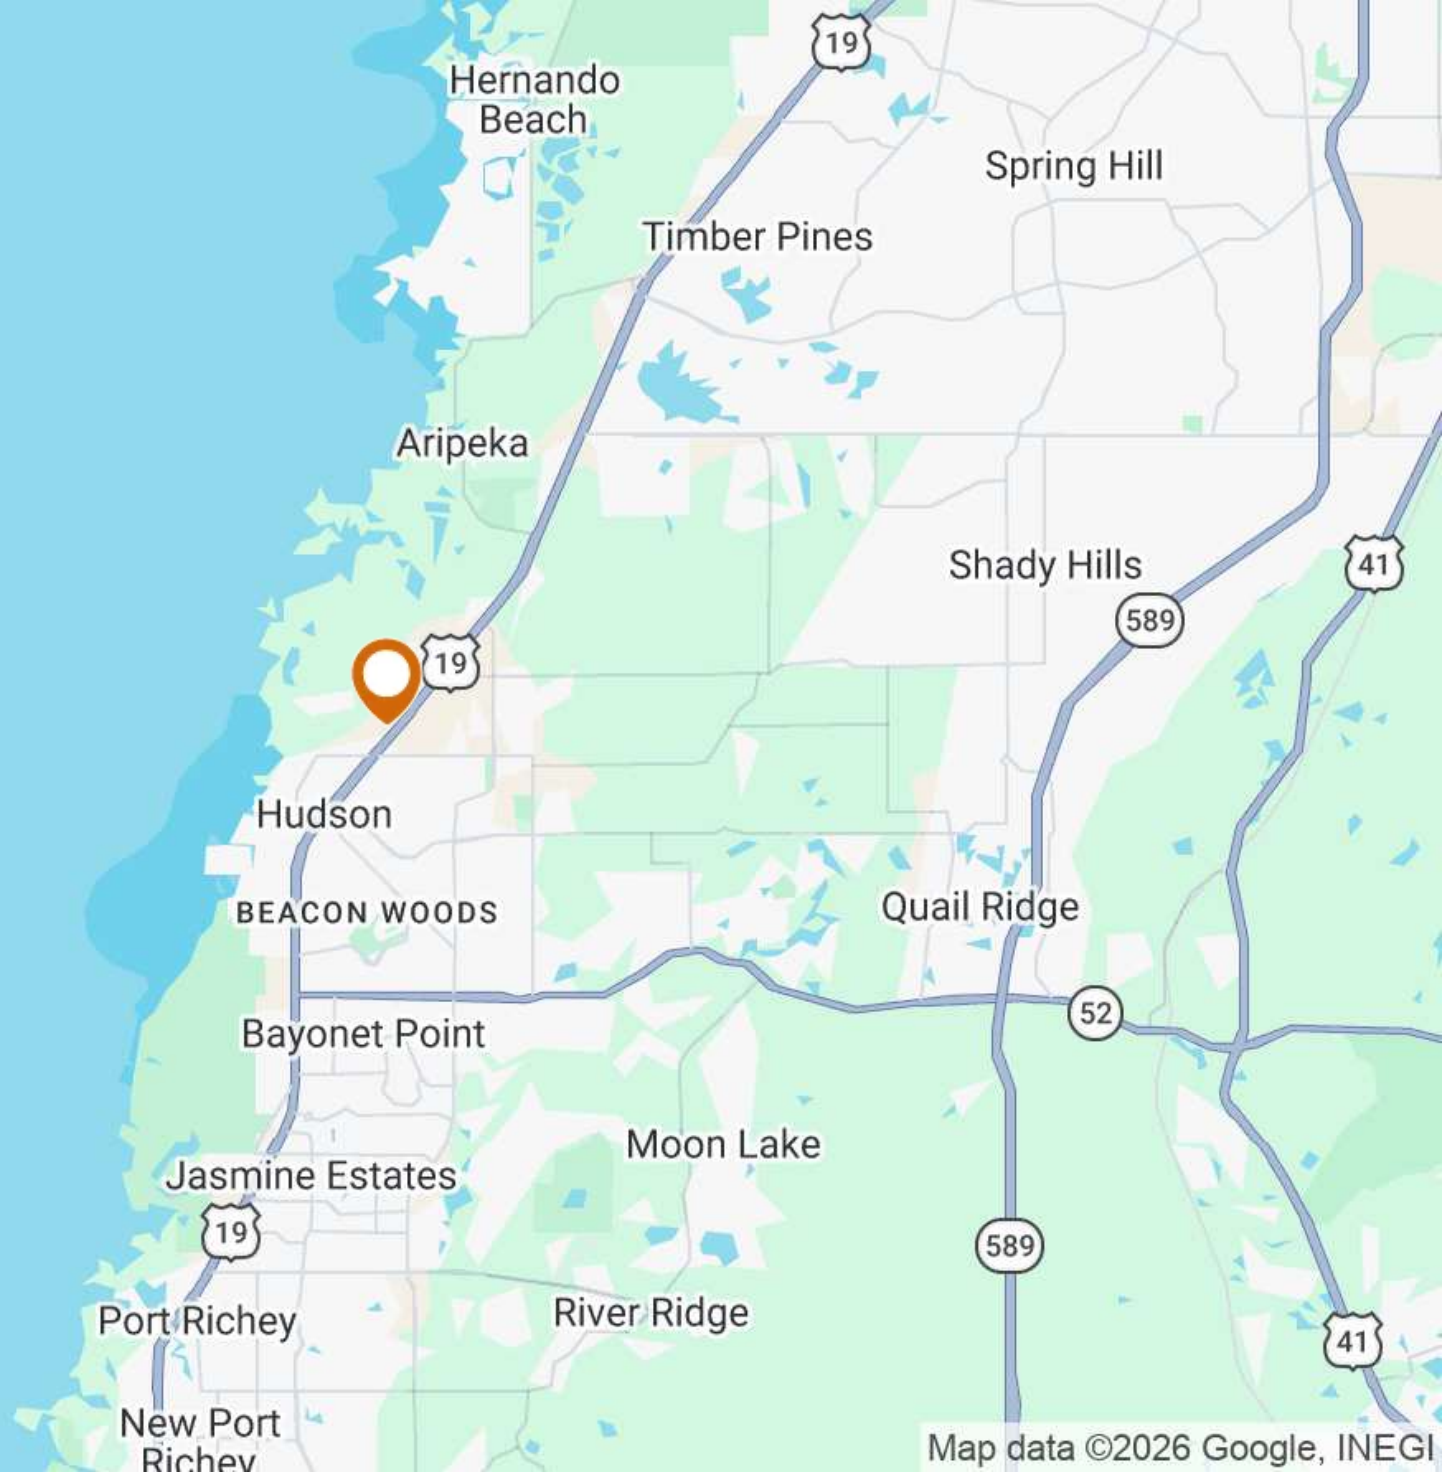 19
Hernando
Beach
Spring Hill
Timber Pines
Aripeka
Shady Hills
41
589
19
Hudson
BEACON WOODS
Quail Ridge
52
Bayonet Point
Moon Lake
Jasmine Estates
19
589
Port Richey
River Ridge
41
New Port
Richey
Map data ©2026 Google, INEGI